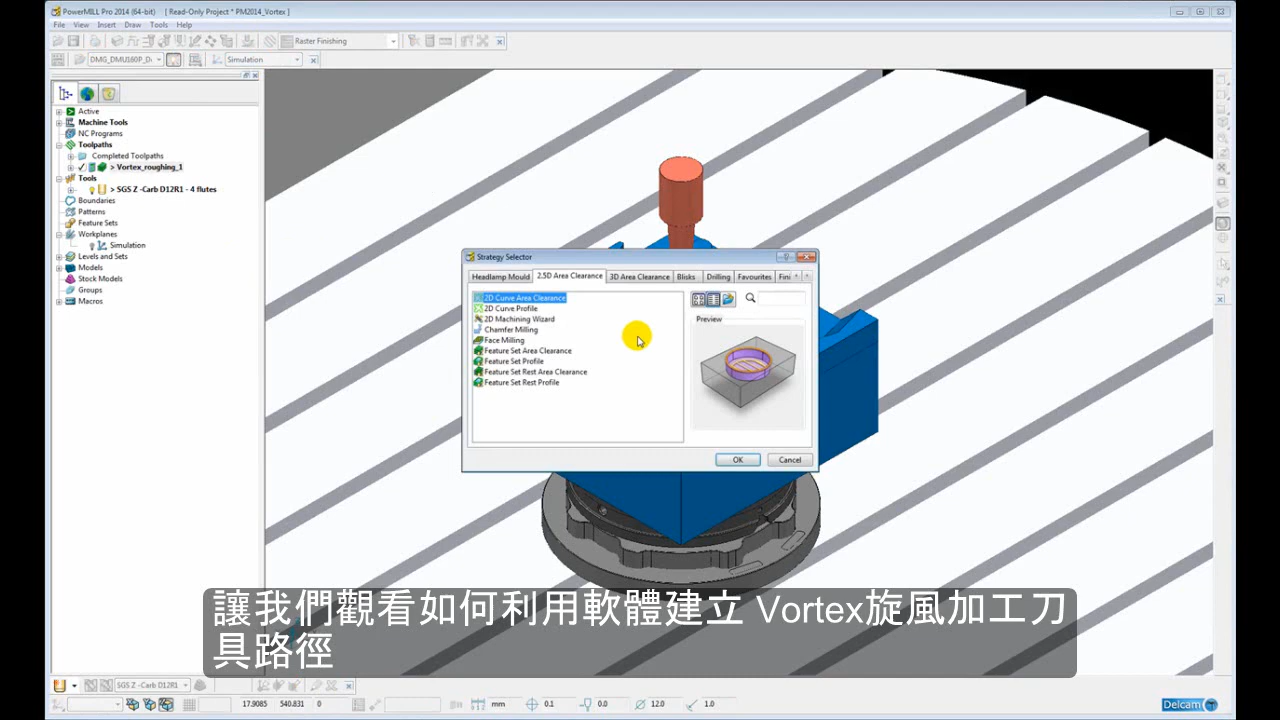 PowerMILL Pro 2014 (64-bit) [ Read-Only Project * PM2014_Vortex ]
File View Insert Draw Tools Help
Raster Finishing
DMG_DMU160P_D Simulation
Active
Machine Tools
NC Programs
Toolpaths
Completed Toolpaths
> Vortex_roughing_1
Tools
> SGS Z -Carb D12R1 - 4 flutes
Boundaries
Patterns
Feature Sets
Workplanes
Simulation
Levels and Sets
Models
Stock Models
Groups
Macros
Strategy Selector
Headlamp Mould 2.5D Area Clearance 3D Area Clearance Blisks Drilling Favourites Fini
2D Curve Area Clearance
2D Curve Profile
2D Machining Wizard
Chamfer Milling
Face Milling
Feature Set Area Clearance
Feature Set Profile
Feature Set Rest Area Clearance
Feature Set Rest Profile
Preview
OK Cancel
讓我們觀看如何利用軟體建立 Vortex旋風加工刀
具路徑
SGS Z -Carb D12R1
17.9085 540.831 0 mm 0.1 0.0 12.0 1.0
Delcam